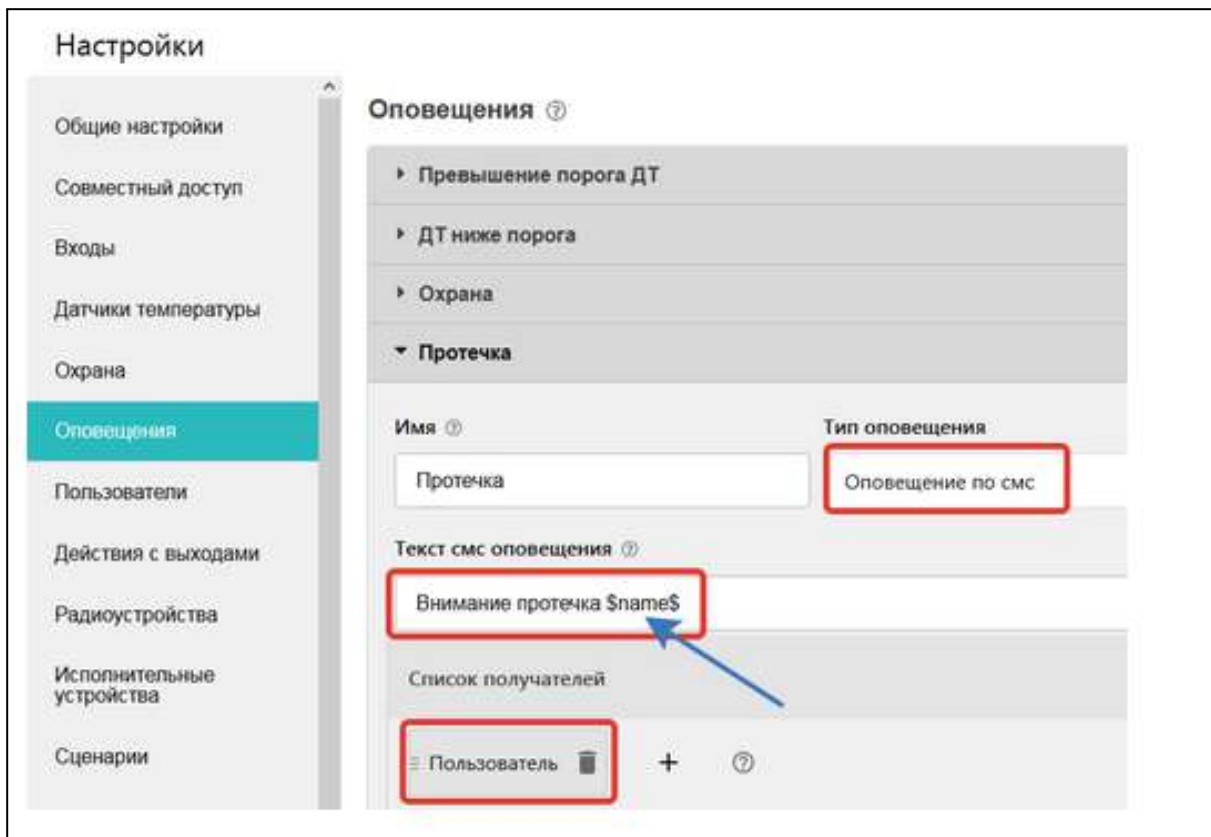 Настройки
Общие настройки
Совместный доступ
Входы
Датчики температуры
Охрана
Оповещения
Пользователи
Действия с выходами
Радиоустройства
Исполнительные
устройства
Сценарии
Оповещения ?
Превышение порога ДТ
ДТ ниже порога
Охрана
Протечка
Имя ?
Тип оповещения
Протечка
Оповещение по смс
Текст смс оповещения ?
Внимание протечка $name$
Список получателей
Пользователь + ?